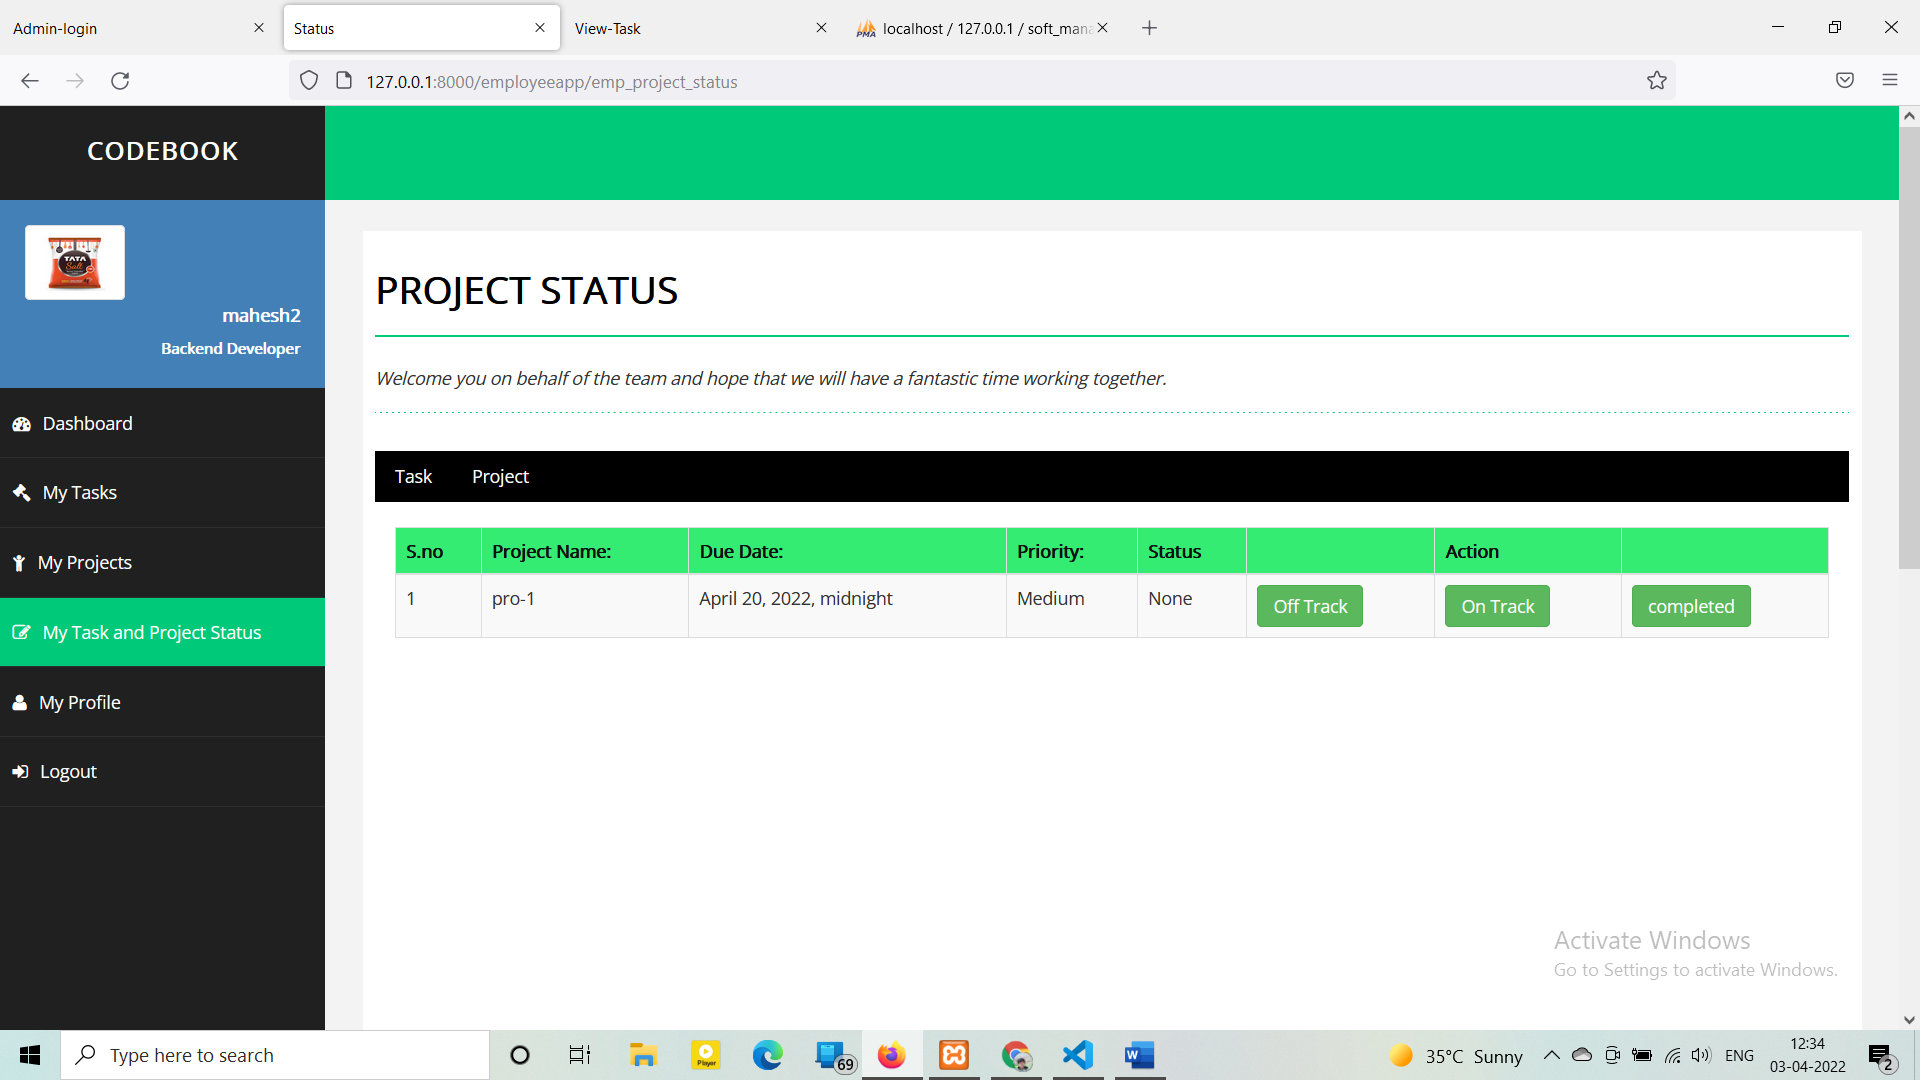 Admin-login
Status
View-Task
localhost / 127.0.0.1 / soft_mana
127.0.0.1:8000/employeeapp/emp_project_status
CODEBOOK
TATA
Salt
mahesh2
Backend Developer
Dashboard
My Tasks
My Projects
My Task and Project Status
My Profile
Logout
PROJECT STATUS
Welcome you on behalf of the team and hope that we will have a fantastic time working together.
Task Project
S.no Project Name: Due Date: Priority: Status Action
1 pro-1 April 20, 2022, midnight Medium None Off Track On Track completed
Activate Windows
Go to Settings to activate Windows.
Type here to search
Player
69
W
35°C Sunny
ENG
12:34
03-04-2022
2